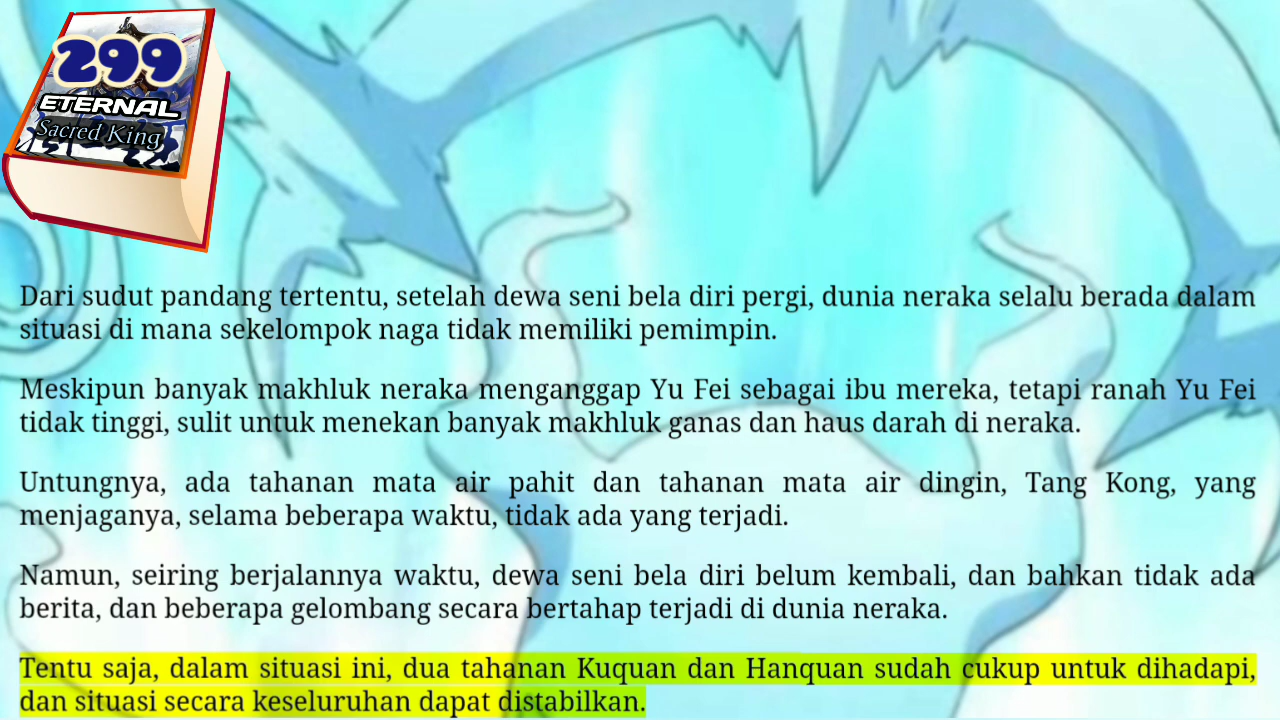 299
ETERNAL
Sacred King
Dari sudut pandang tertentu, setelah dewa seni bela diri pergi, dunia neraka selalu berada dalam
situasi di mana sekelompok naga tidak memiliki pemimpin.
Meskipun banyak makhluk neraka menganggap Yu Fei sebagai ibu mereka, tetapi ranah Yu Fei
tidak tinggi, sulit untuk menekan banyak makhluk ganas dan haus darah di neraka.
Untungnya, ada tahanan mata air pahit dan tahanan mata air dingin, Tang Kong, yang
menjaganya, selama beberapa waktu, tidak ada yang terjadi.
Namun, seiring berjalannya waktu, dewa seni bela diri belum kembali, dan bahkan tidak ada
berita, dan beberapa gelombang secara bertahap terjadi di dunia neraka.
Tentu saja, dalam situasi ini, dua tahanan Kuquan dan Hanquan sudah cukup untuk dihadapi,
dan situasi secara keseluruhan dapat distabilkan.